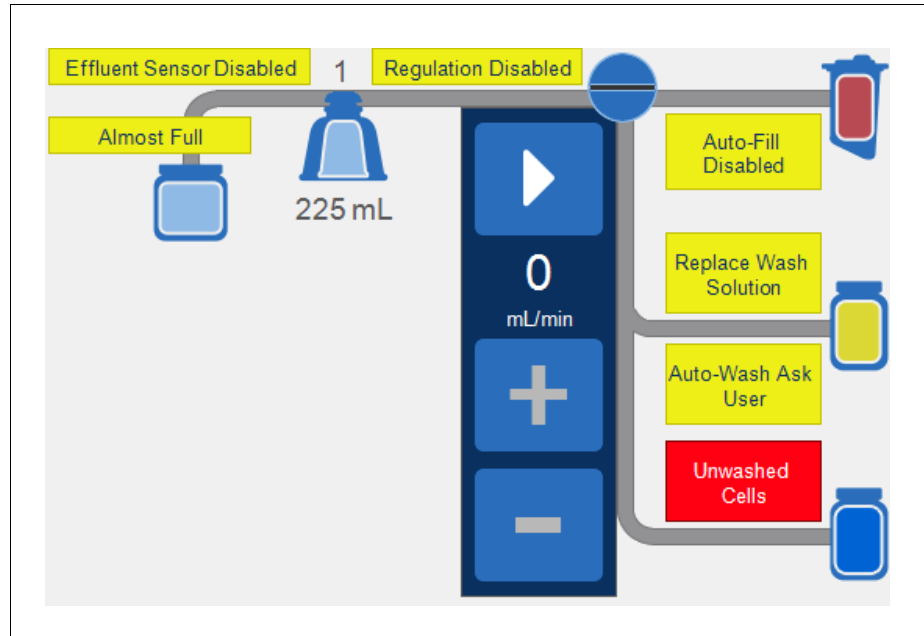 Effluent Sensor Disabled
1
Regulation Disabled
Almost Full
225 mL
Auto-Fill
Disabled
0
mL/min
Replace Wash
Solution
Auto-Wash Ask
User
Unwashed
Cells